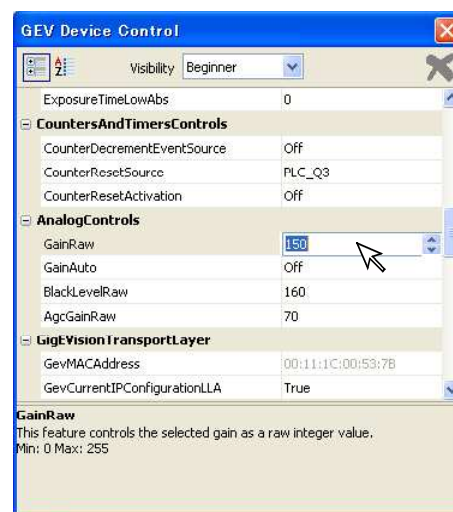 GEV Device Control
Visibility Beginner
ExposureTimeLowAbs 0
CountersAndTimersControls
CounterDecrementEventSource Off
CounterResetSource PLC_Q3
CounterResetActivation Off
AnalogControls
GainRaw 150
GainAuto Off
BlackLevelRaw 160
AgcGainRaw 70
GigEVisionTransportLayer
GevMACAddress 00:11:1C:00:53:7B
GevCurrentIPConfigurationLLA True
GainRaw
This feature controls the selected gain as a raw integer value.
Min: 0 Max: 255